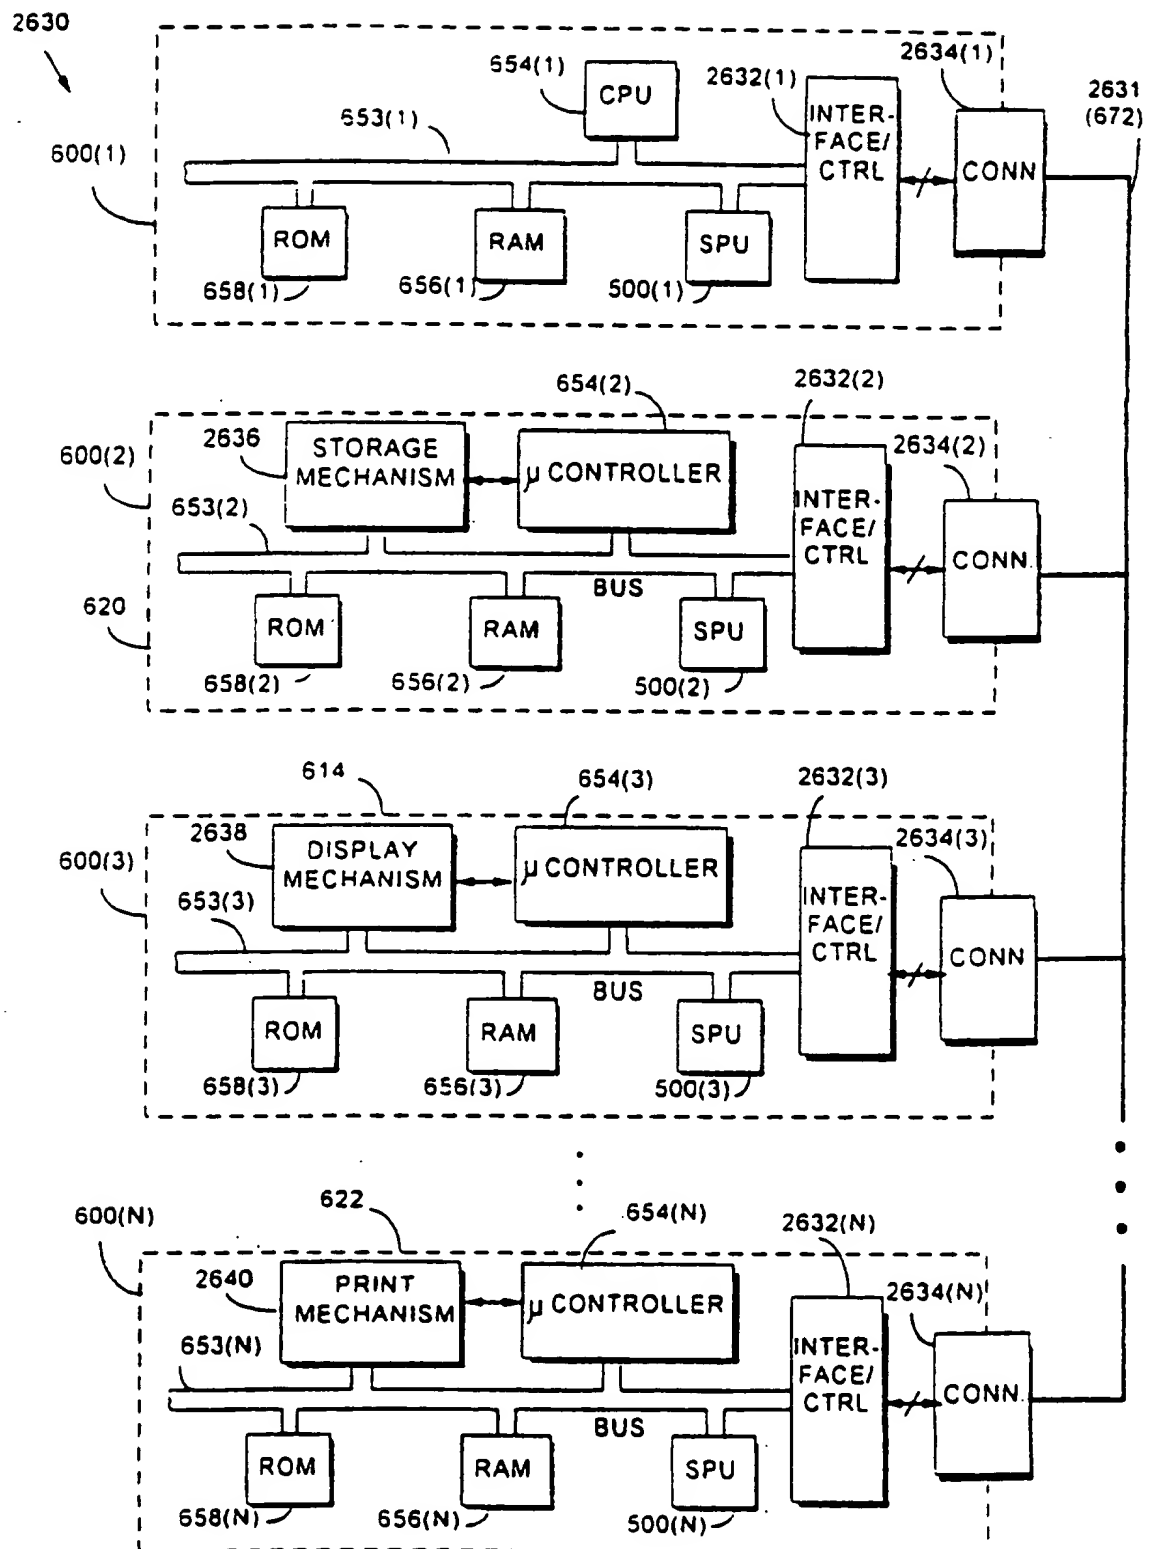 2630
654(1)
CPU
2632(1)
2634(1)
2631
(672)
653(1)
INTER-
FACE/
CTRL
CONN
600(1)
ROM
RAM
SPU
658(1)
656(1)
500(1)
654(2)
2632(2)
2636
STORAGE
MECHANISM
μ CONTROLLER
2634(2)
600(2)
653(2)
INTER-
FACE/
CTRL
CONN.
BUS
620
ROM
RAM
SPU
658(2)
656(2)
500(2)
614
654(3)
2632(3)
2638
DISPLAY
MECHANISM
μ CONTROLLER
2634(3)
600(3)
653(3)
INTER-
FACE/
CTRL
CONN
BUS
ROM
RAM
SPU
658(3)
656(3)
500(3)
622
600(N)
654(N)
2632(N)
2640
PRINT
MECHANISM
μ CONTROLLER
2634(N)
653(N)
INTER-
FACE/
CTRL
CONN.
BUS
ROM
RAM
SPU
658(N)
656(N)
500(N)